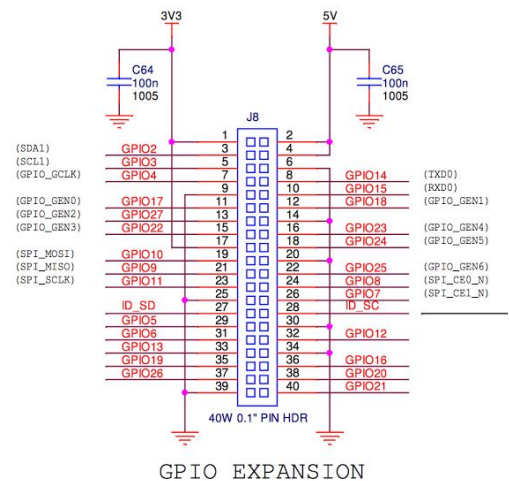 3V3 5V
C64 C65
100n 100n
1005 1005
J8
1 2
(SDA1) GPIO2 3 4
(SCL1) GPIO3 5 6
(GPIO_GCLK) GPIO4 7 8 GPIO14 (TXD0)
9 10 GPIO15 (RXD0)
(GPIO_GEN0) GPIO17 11 12 GPIO18 (GPIO_GEN1)
(GPIO_GEN2) GPIO27 13 14
(GPIO_GEN3) GPIO22 15 16 GPIO23 (GPIO_GEN4)
17 18 GPIO24 (GPIO_GEN5)
(SPI_MOSI) GPIO10 19 20
(SPI_MISO) GPIO9 21 22 GPIO25 (GPIO_GEN6)
(SPI_SCLK) GPIO11 23 24 GPIO8 (SPI_CE0_N)
25 26 GPIO7 (SPI_CE1_N)
ID_SD 27 28 ID_SC
GPIO5 29 30
GPIO6 31 32 GPIO12
GPIO13 33 34
GPIO19 35 36 GPIO16
GPIO26 37 38 GPIO20
39 40 GPIO21
40W 0.1" PIN HDR
GPIO EXPANSION